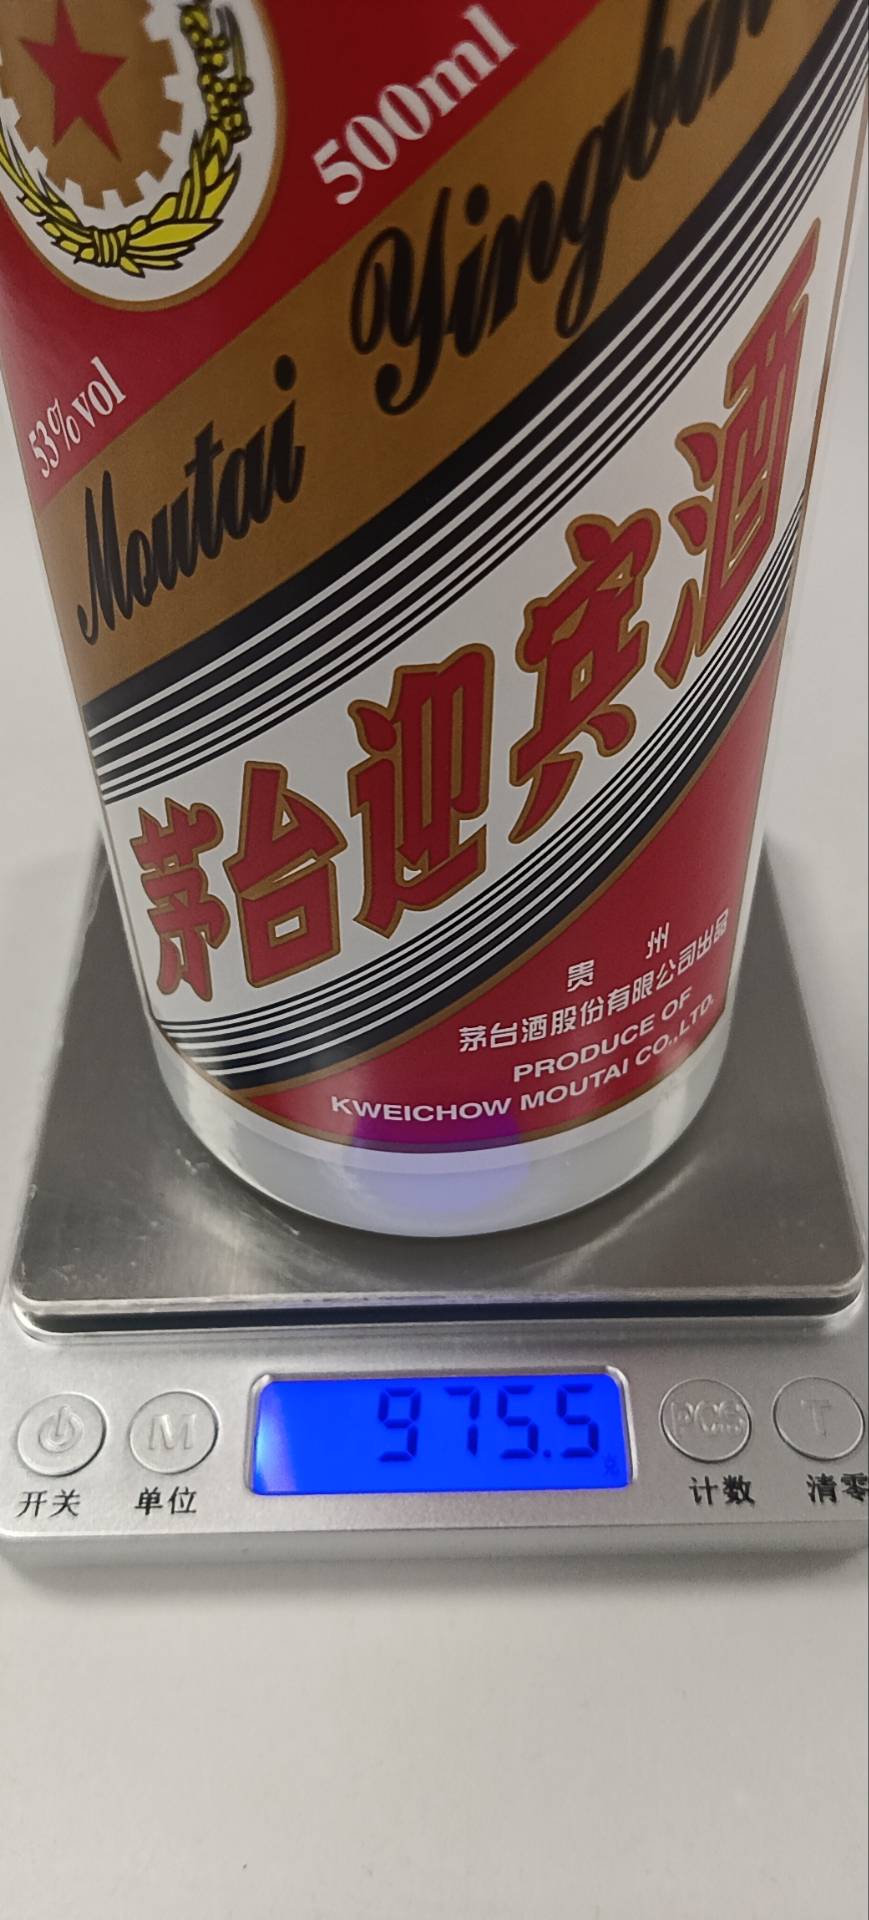 500ml
53%vol
Moutai Yingbin
茅台迎宾酒
贵州
茅台酒股份有限公司出品
PRODUCE OF
KWEICHOW MOUTAI CO.,LTD.
M
975.5
克
PCS
T
开关
单位
计数
清零